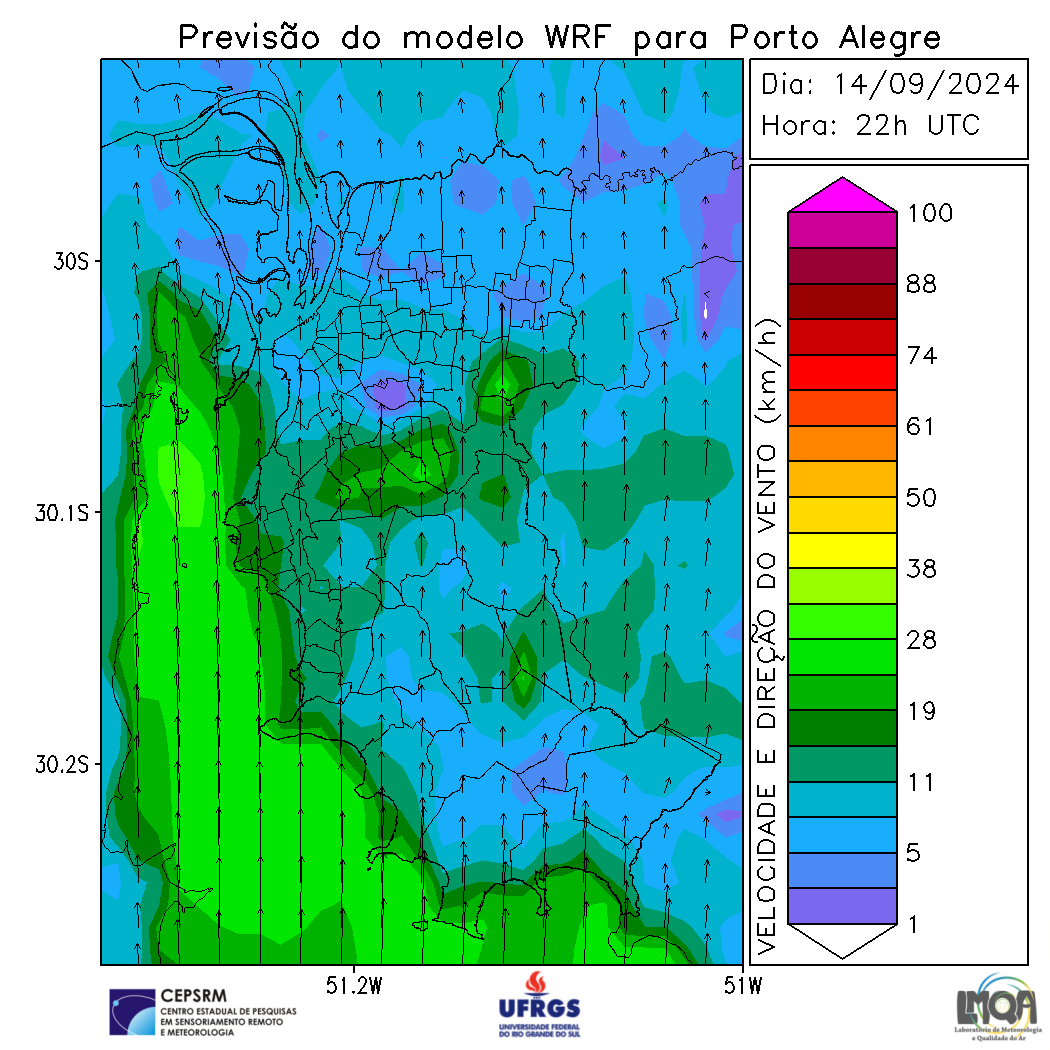 Previsão do modelo WRF para Porto Alegre
Dia: 14/09/2024
Hora: 22h UTC
30S
30.1S
30.2S
51.2W
51W
VELOCIDADE E DIREÇÃO DO VENTO (km/h)
100
88
74
61
50
38
28
19
11
5
1
CEPSRM
CENTRO ESTADUAL DE PESQUISAS
EM SENSORIAMENTO REMOTO
E METEOROLOGIA
UFRGS
UNIVERSIDADE FEDERAL
DO RIO GRANDE DO SUL
LMQA
Laboratório de Meteorologia
e Qualidade do Ar